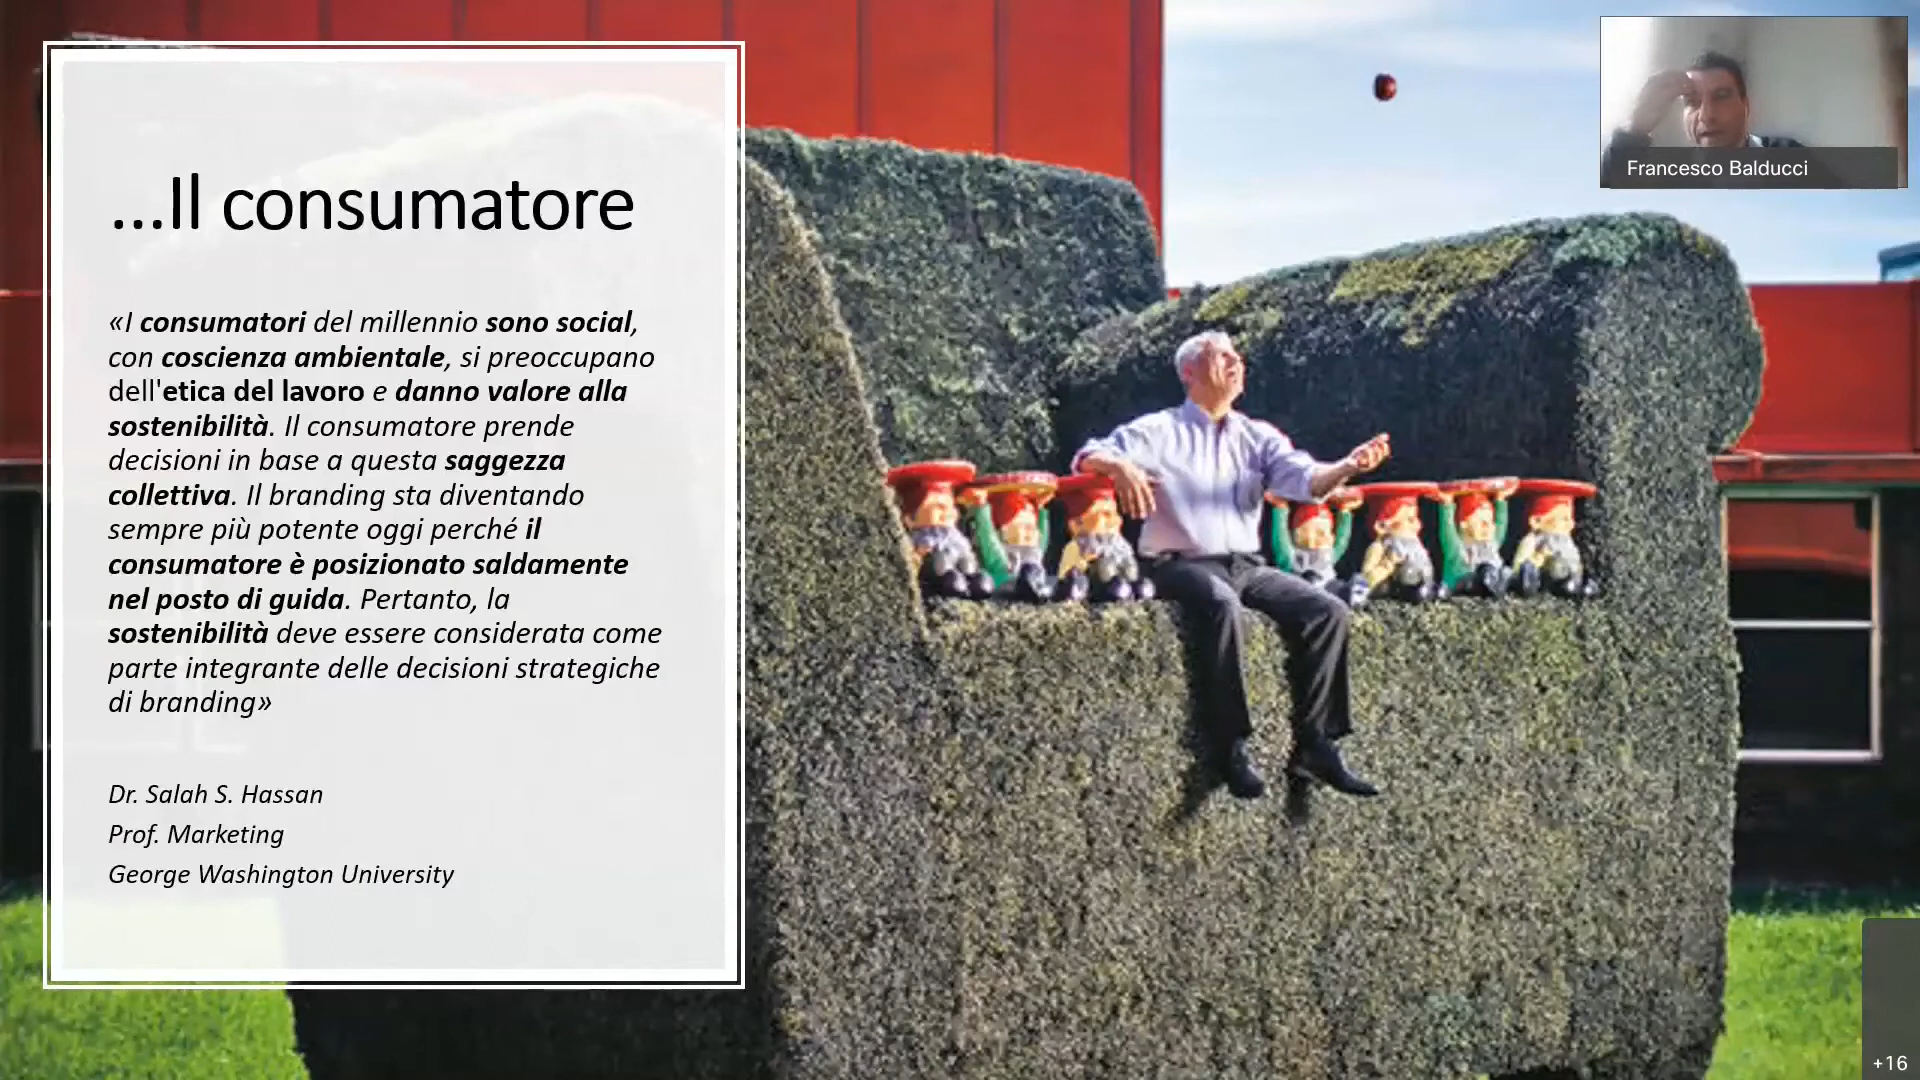 ...Il consumatore
«I consumatori del millennio sono social,
con coscienza ambientale, si preoccupano
dell'etica del lavoro e danno valore alla
sostenibilità. Il consumatore prende
decisioni in base a questa saggezza
collettiva. Il branding sta diventando
sempre più potente oggi perché il
consumatore è posizionato saldamente
nel posto di guida. Pertanto, la
sostenibilità deve essere considerata come
parte integrante delle decisioni strategiche
di branding»
Dr. Salah S. Hassan
Prof. Marketing
George Washington University
Francesco Balducci
+16